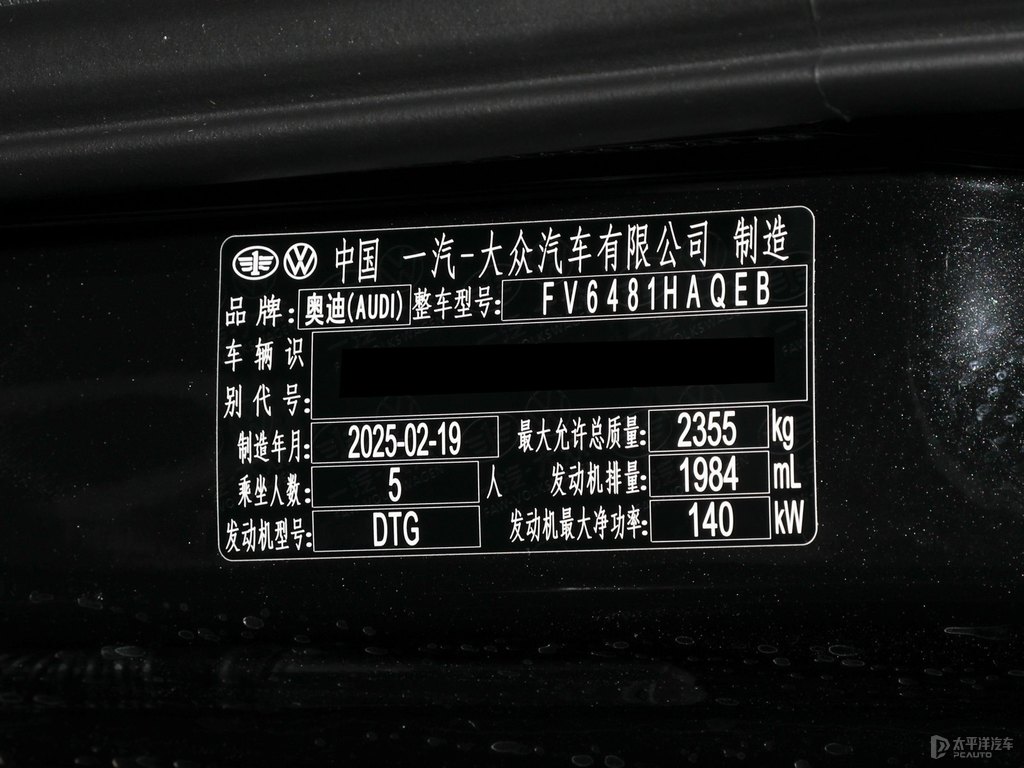 中国 一汽-大众汽车有限公司 制造
品牌: 奥迪(AUDI) 整车型号: FV6481HAQEB
车辆识
别代号:
制造年月: 2025-02-19 最大允许总质量: 2355 kg
乘坐人数: 5 人 发动机排量: 1984 mL
发动机型号: DTG 发动机最大净功率: 140 kW
太平洋汽车
PCAUTO